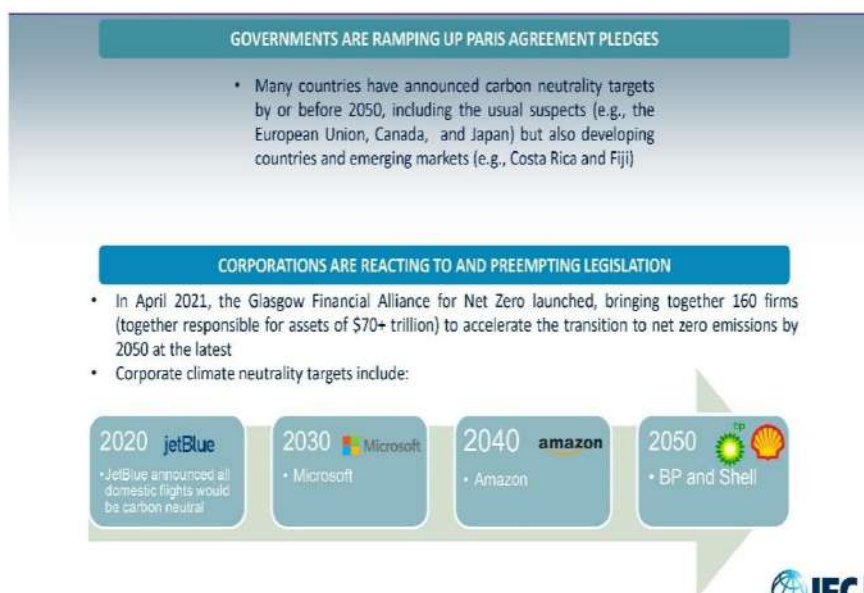 GOVERNMENTS ARE RAMPING UP PARIS AGREEMENT PLEDGES
• Many countries have announced carbon neutrality targets
by or before 2050, including the usual suspects (e.g., the
European Union, Canada, and Japan) but also developing
countries and emerging markets (e.g., Costa Rica and Fiji)
CORPORATIONS ARE REACTING TO AND PREEMPTING LEGISLATION
• In April 2021, the Glasgow Financial Alliance for Net Zero launched, bringing together 160 firms
(together responsible for assets of $70+ trillion) to accelerate the transition to net zero emissions by
2050 at the latest
• Corporate climate neutrality targets include:
2020 jetBlue
• JetBlue announced all
domestic flights would
be carbon neutral
2030 Microsoft
• Microsoft
2040 amazon
• Amazon
2050 bp
• BP and Shell
IFC